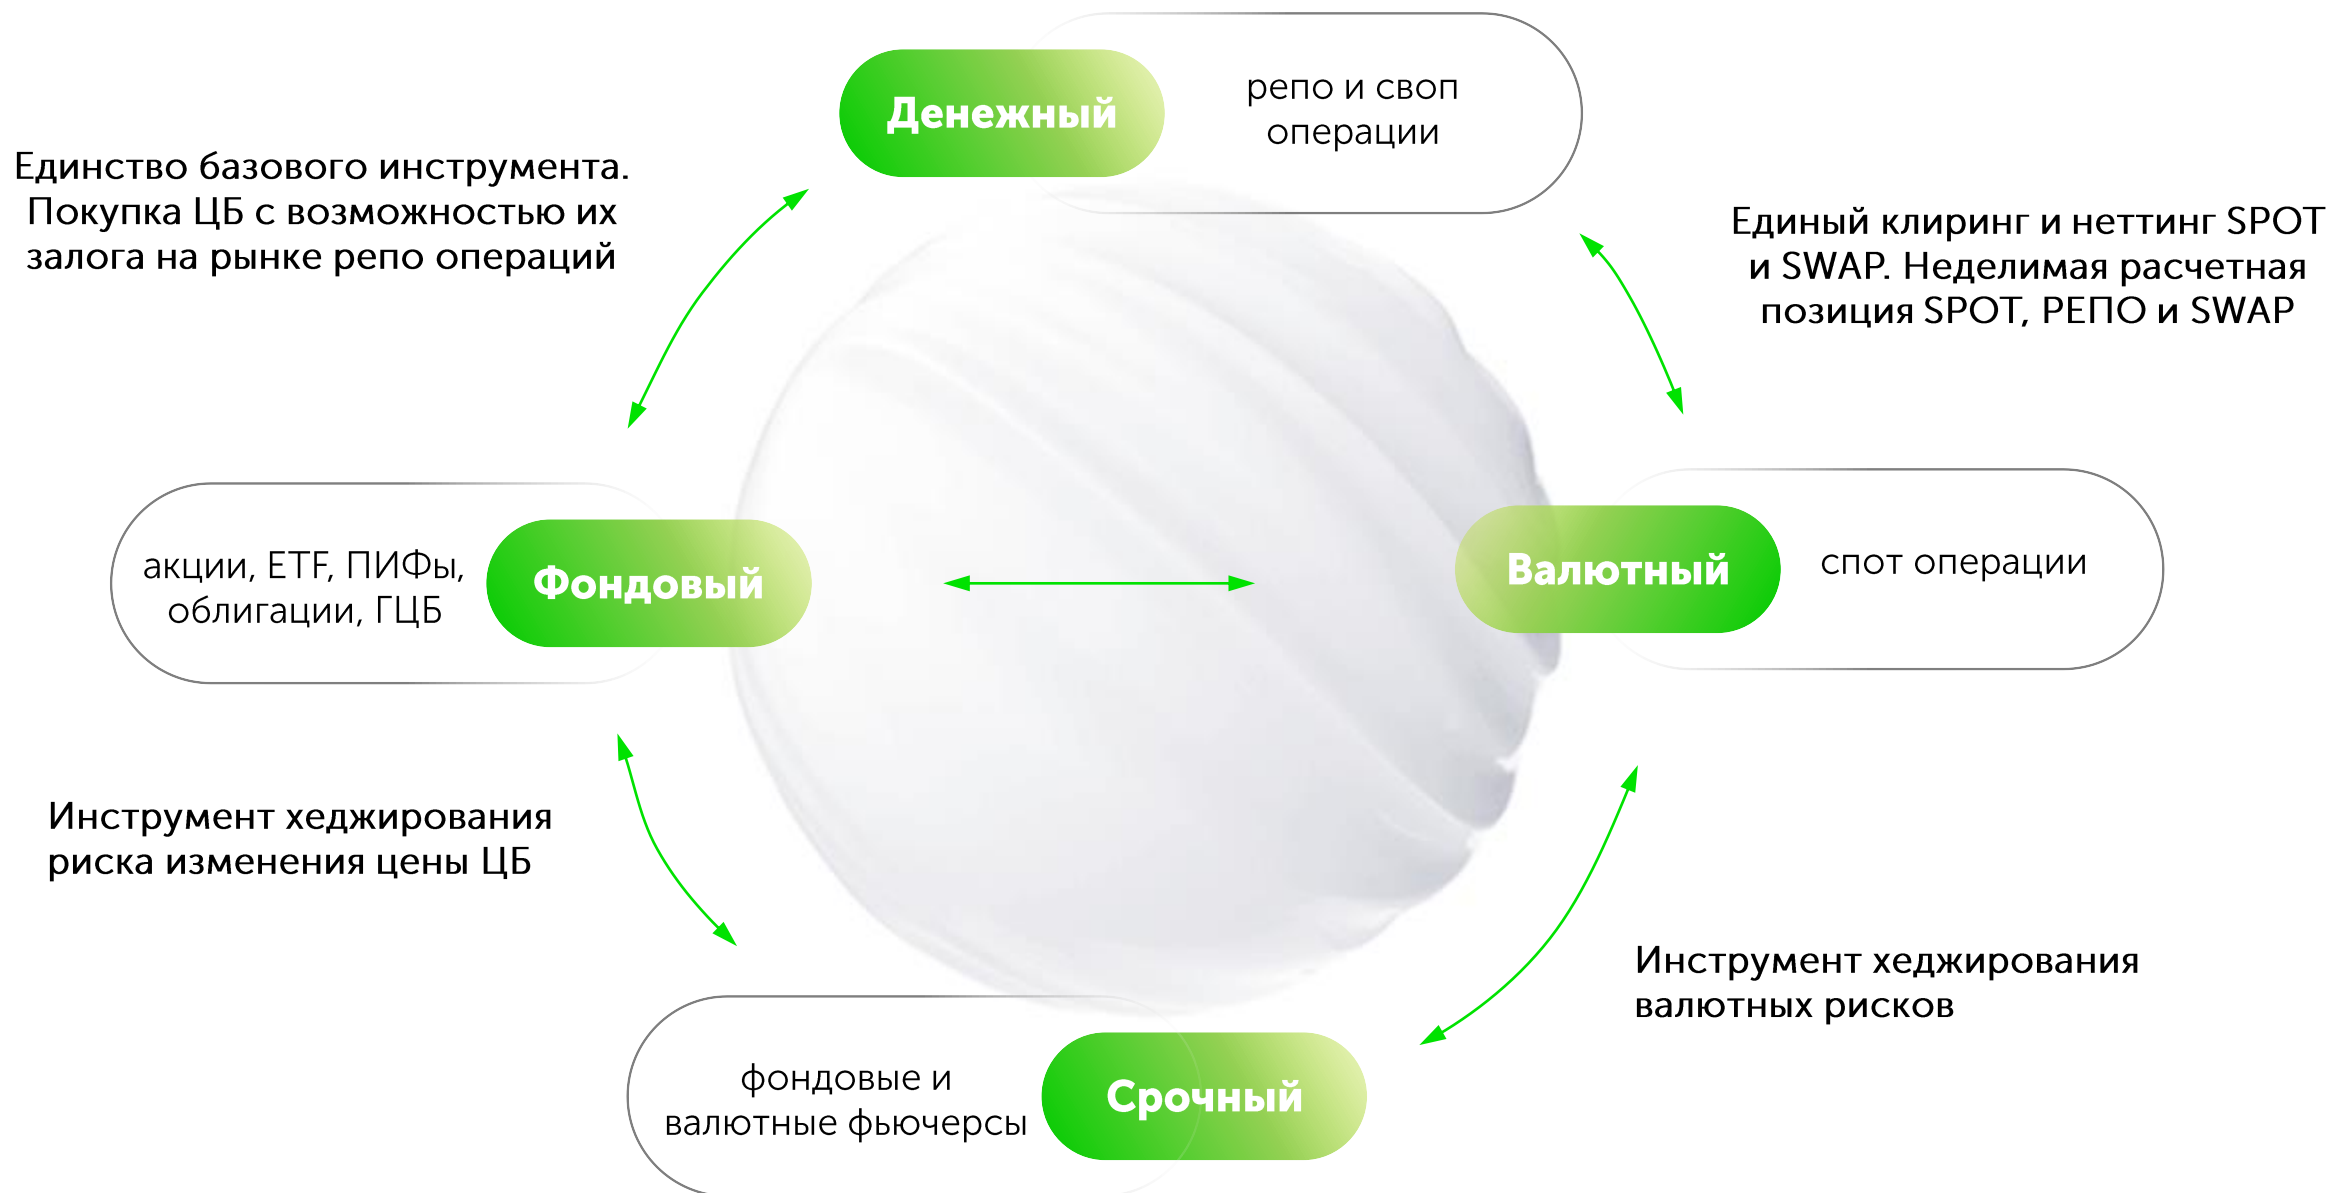 Денежный
репо и своп
операции
Единство базового инструмента.
Покупка ЦБ с возможностью их
залога на рынке репо операций
Единый клиринг и неттинг SPOT
и SWAP. Неделимая расчетная
позиция SPOT, РЕПО и SWAP
акции, ETF, ПИФы,
облигации, ГЦБ
Фондовый
Валютный
спот операции
Инструмент хеджирования
риска изменения цены ЦБ
Инструмент хеджирования
валютных рисков
фондовые и
валютные фьючерсы
Срочный